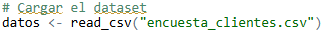 # Cargar el dataset
datos <- read_csv("encuesta_clientes.csv")